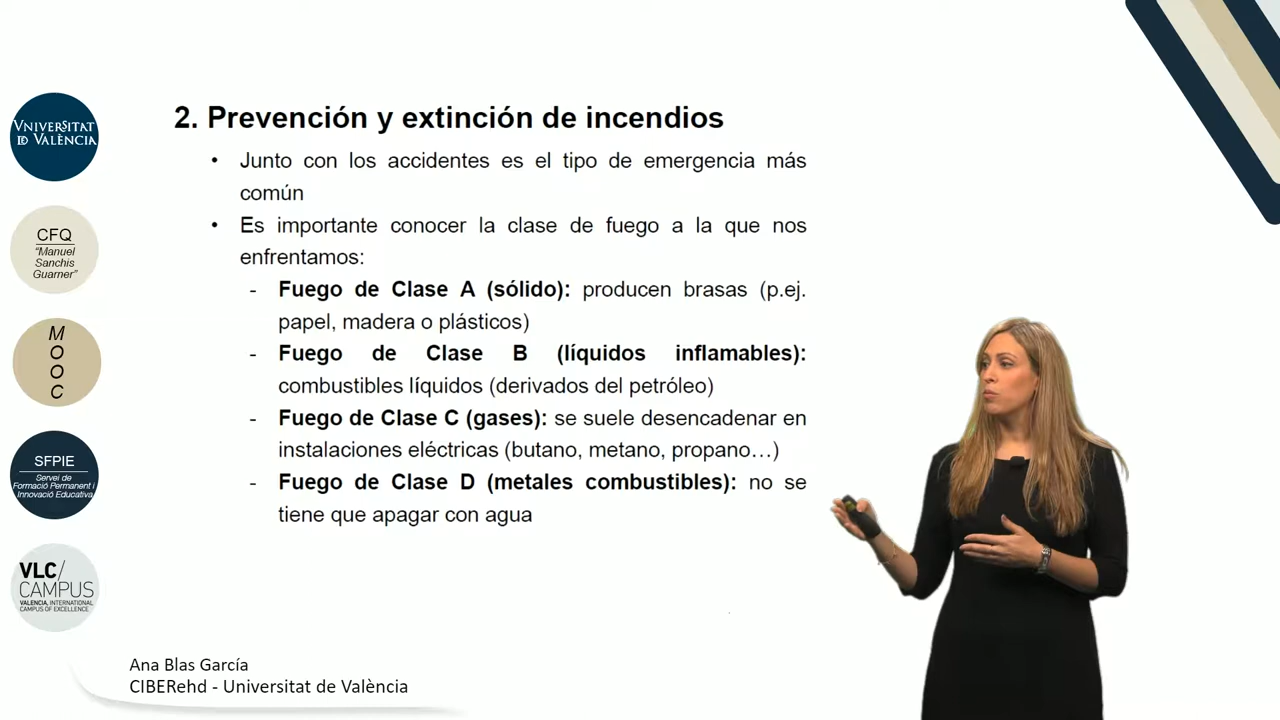 2. Prevención y extinción de incendios
• Junto con los accidentes es el tipo de emergencia más
común
• Es importante conocer la clase de fuego a la que nos
enfrentamos:
- Fuego de Clase A (sólido): producen brasas (p.ej.
papel, madera o plásticos)
- Fuego de Clase B (líquidos inflamables):
combustibles líquidos (derivados del petróleo)
- Fuego de Clase C (gases): se suele desencadenar en
instalaciones eléctricas (butano, metano, propano…)
- Fuego de Clase D (metales combustibles): no se
tiene que apagar con agua
VNIVERSITAT
ID VALÈNCIA
CFQ
“Manuel
Sanchis
Guarner”
M
O
O
C
SFPIE
Servei de
Formació Permanent i
Innovació Educativa
VLC/
CAMPUS
VALENCIA, INTERNATIONAL
CAMPUS OF EXCELLENCE
Ana Blas García
CIBERehd - Universitat de València